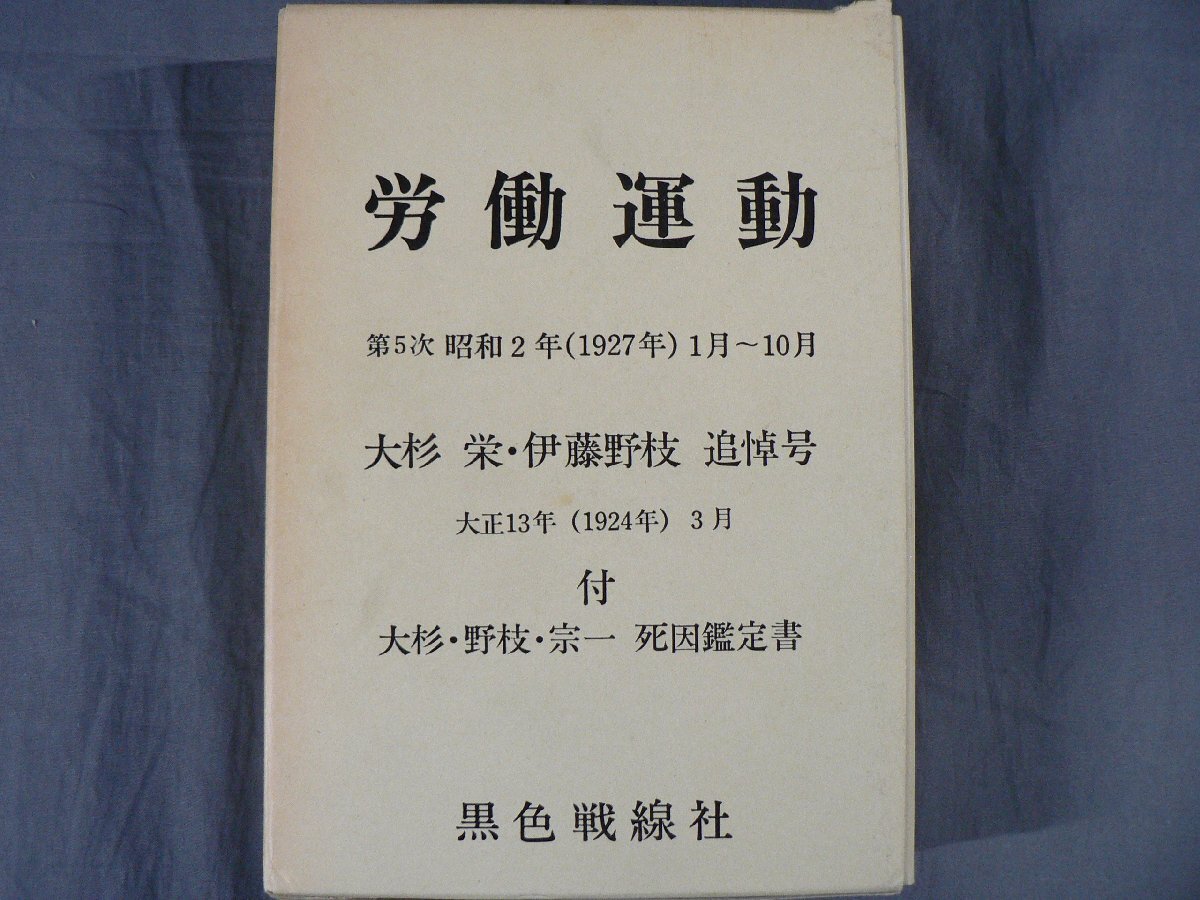 労働運動
第5次 昭和2年(1927年)1月～10月
大杉 栄・伊藤野枝 追悼号
大正13年 (1924年) 3月
付
大杉・野枝・宗一 死因鑑定書
黒色戦線社